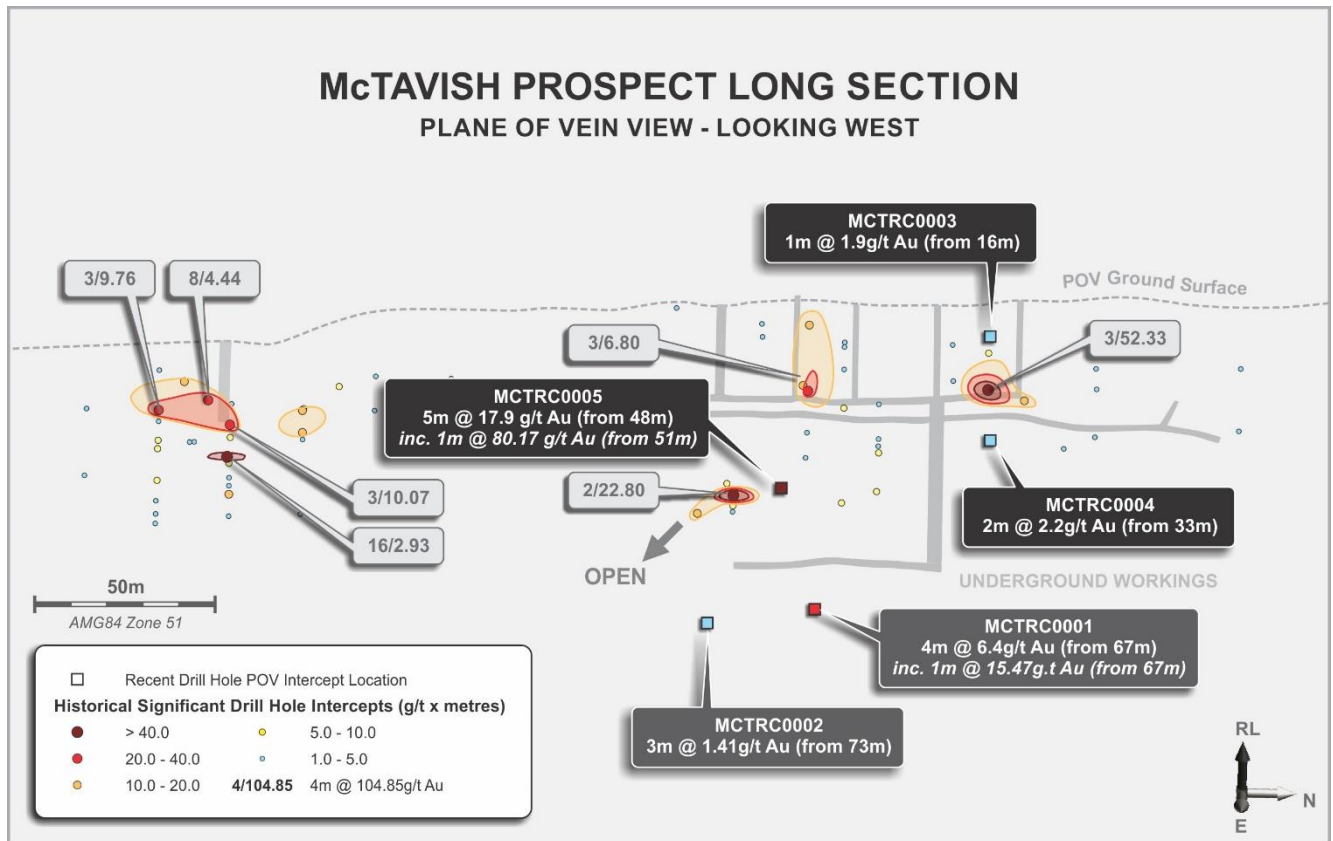 McTAVISH PROSPECT LONG SECTION
PLANE OF VEIN VIEW - LOOKING WEST
MCTRC0003
1m @ 1.9g/t Au (from 16m)
3/9.76
8/4.44
POV Ground Surface
3/6.80
3/52.33
MCTRC0005
5m @ 17.9 g/t Au (from 48m)
inc. 1m @ 80.17 g/t Au (from 51m)
3/10.07
2/22.80
MCTRC0004
2m @ 2.2g/t Au (from 33m)
16/2.93
OPEN
UNDERGROUND WORKINGS
50m
AMG84 Zone 51
MCTRC0001
4m @ 6.4g/t Au (from 67m)
inc. 1m @ 15.47g.t Au (from 67m)
MCTRC0002
3m @ 1.41g/t Au (from 73m)
Recent Drill Hole POV Intercept Location
Historical Significant Drill Hole Intercepts (g/t x metres)
> 40.0
5.0 - 10.0
20.0 - 40.0
1.0 - 5.0
10.0 - 20.0
4/104.85 4m @ 104.85g/t Au
RL
N
E